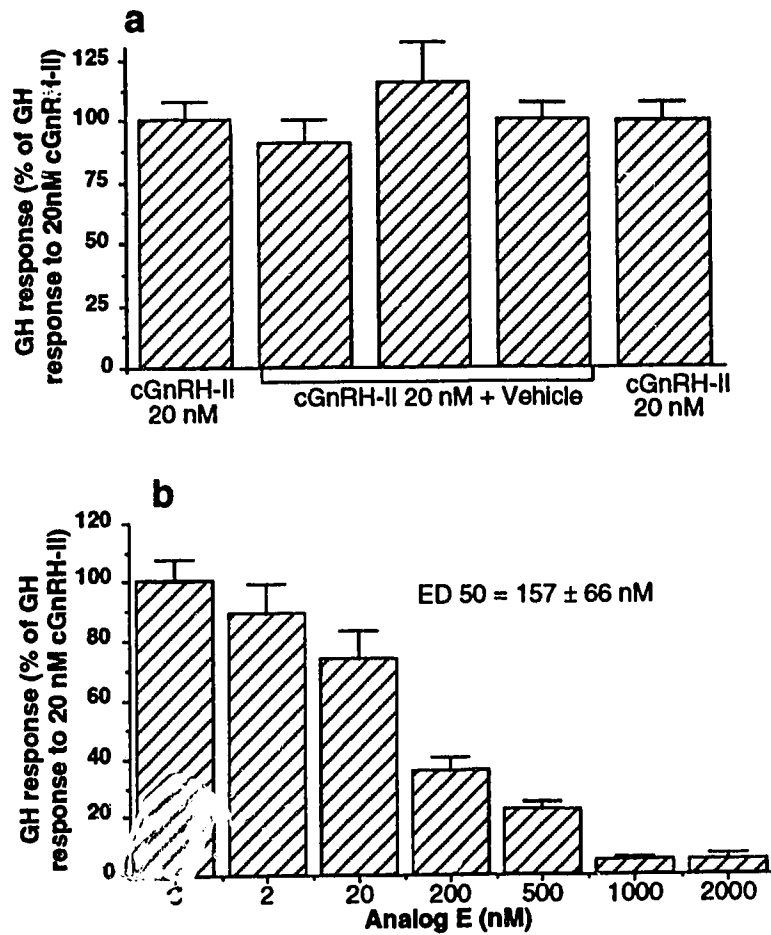 a
GH response (% of GH
response to 20nM cGnRH-II)
125
100
75
50
25
0
cGnRH-II
20 nM
cGnRH-II 20 nM + Vehicle
cGnRH-II
20 nM
b
GH response (% of GH
response to 20 nM cGnRH-II)
120
100
80
60
40
20
0
ED 50 = 157 ± 66 nM
2 20 200 500 1000 2000
Analog E (nM)